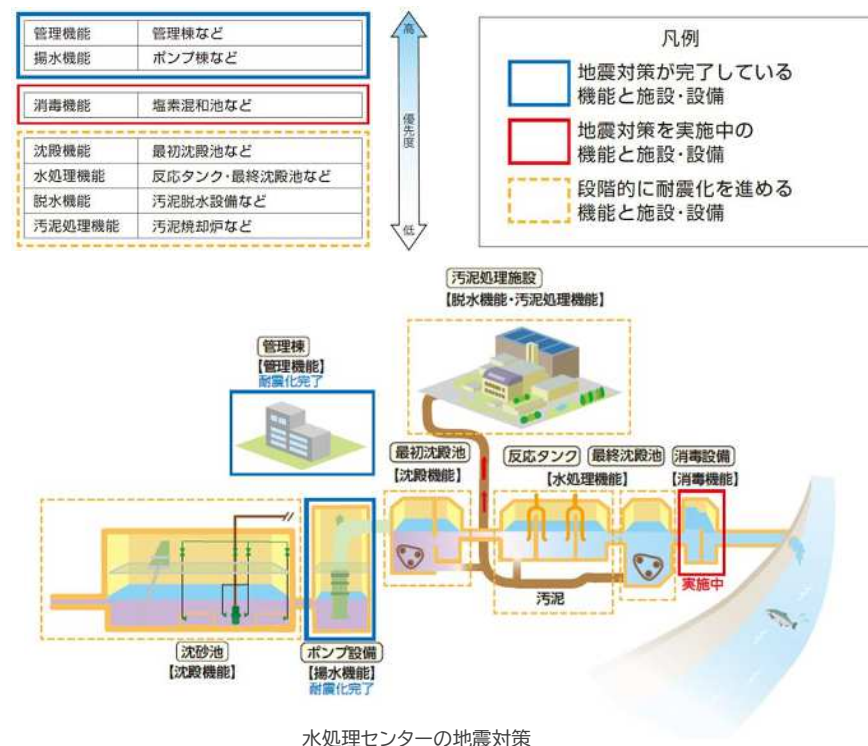 管理機能 管理棟など
揚水機能 ポンプ棟など
消毒機能 塩素混和池など
沈殿機能 最初沈殿池など
水処理機能 反応タンク・最終沈殿池など
脱水機能 汚泥脱水設備など
汚泥処理機能 汚泥焼却炉など
高
優先度
低
凡例
地震対策が完了している
機能と施設・設備
地震対策を実施中の
機能と施設・設備
段階的に耐震化を進める
機能と施設・設備
汚泥処理施設
【脱水機能・汚泥処理機能】
管理棟
【管理機能】
耐震化完了
最初沈殿池
【沈殿機能】
反応タンク 最終沈殿池
【水処理機能】
消毒設備
【消毒機能】
実施中
汚泥
沈砂池
【沈殿機能】
ポンプ設備
【揚水機能】
耐震化完了
水処理センターの地震対策